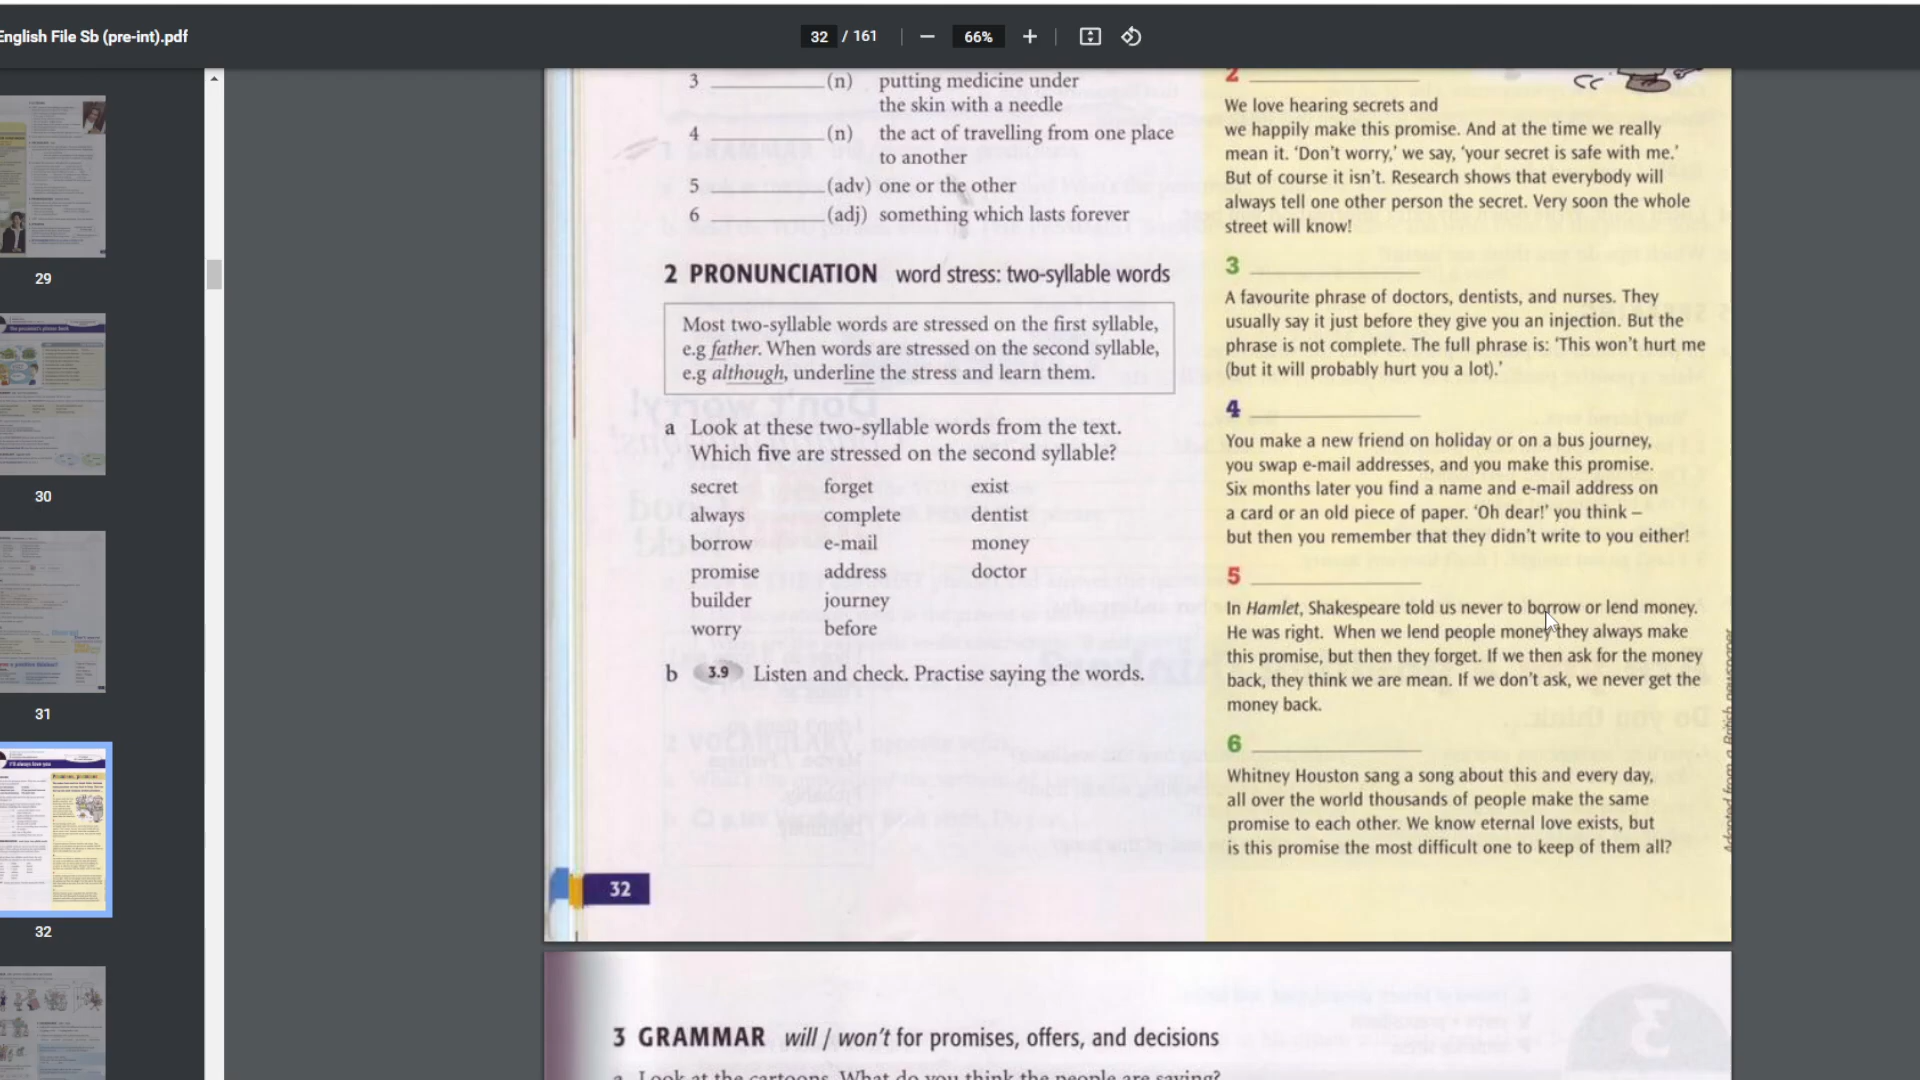 English File Sb (pre-int).pdf
32 / 161
66%
29
30
31
32
3 ____ (n) putting medicine under
the skin with a needle
4 ____ (n) the act of travelling from one place
to another
5 ____ (adv) one or the other
6 ____ (adj) something which lasts forever
2 PRONUNCIATION word stress: two-syllable words
Most two-syllable words are stressed on the first syllable,
e.g father. When words are stressed on the second syllable,
e.g although, underline the stress and learn them.
a Look at these two-syllable words from the text.
Which five are stressed on the second syllable?
secret forget exist
always complete dentist
borrow e-mail money
promise address doctor
builder journey
worry before
b 3.9 Listen and check. Practise saying the words.
32
2
We love hearing secrets and
we happily make this promise. And at the time we really
mean it. ‘Don’t worry,’ we say, ‘your secret is safe with me.’
But of course it isn’t. Research shows that everybody will
always tell one other person the secret. Very soon the whole
street will know!
3
A favourite phrase of doctors, dentists, and nurses. They
usually say it just before they give you an injection. But the
phrase is not complete. The full phrase is: ‘This won’t hurt me
(but it will probably hurt you a lot).’
4
You make a new friend on holiday or on a bus journey,
you swap e-mail addresses, and you make this promise.
Six months later you find a name and e-mail address on
a card or an old piece of paper. ‘Oh dear!’ you think –
but then you remember that they didn’t write to you either!
5
In Hamlet, Shakespeare told us never to borrow or lend money.
He was right. When we lend people money they always make
this promise, but then they forget. If we then ask for the money
back, they think we are mean. If we don’t ask, we never get the
money back.
6
Whitney Houston sang a song about this and every day,
all over the world thousands of people make the same
promise to each other. We know eternal love exists, but
is this promise the most difficult one to keep of them all?
Adapted from a British newspaper
3 GRAMMAR will / won’t for promises, offers, and decisions
a Look at the cartoons. What do you think the people are saying?